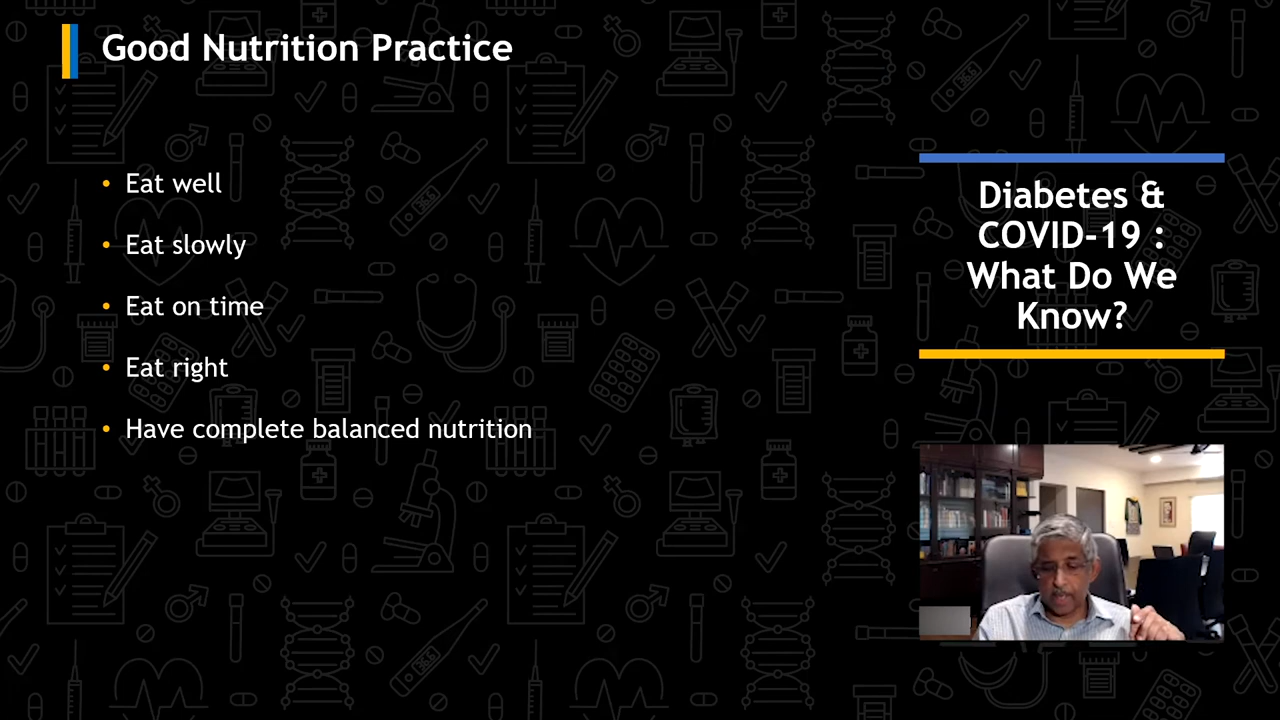 Good Nutrition Practice
• Eat well
• Eat slowly
• Eat on time
• Eat right
• Have complete balanced nutrition
Diabetes &
COVID-19 :
What Do We
Know?